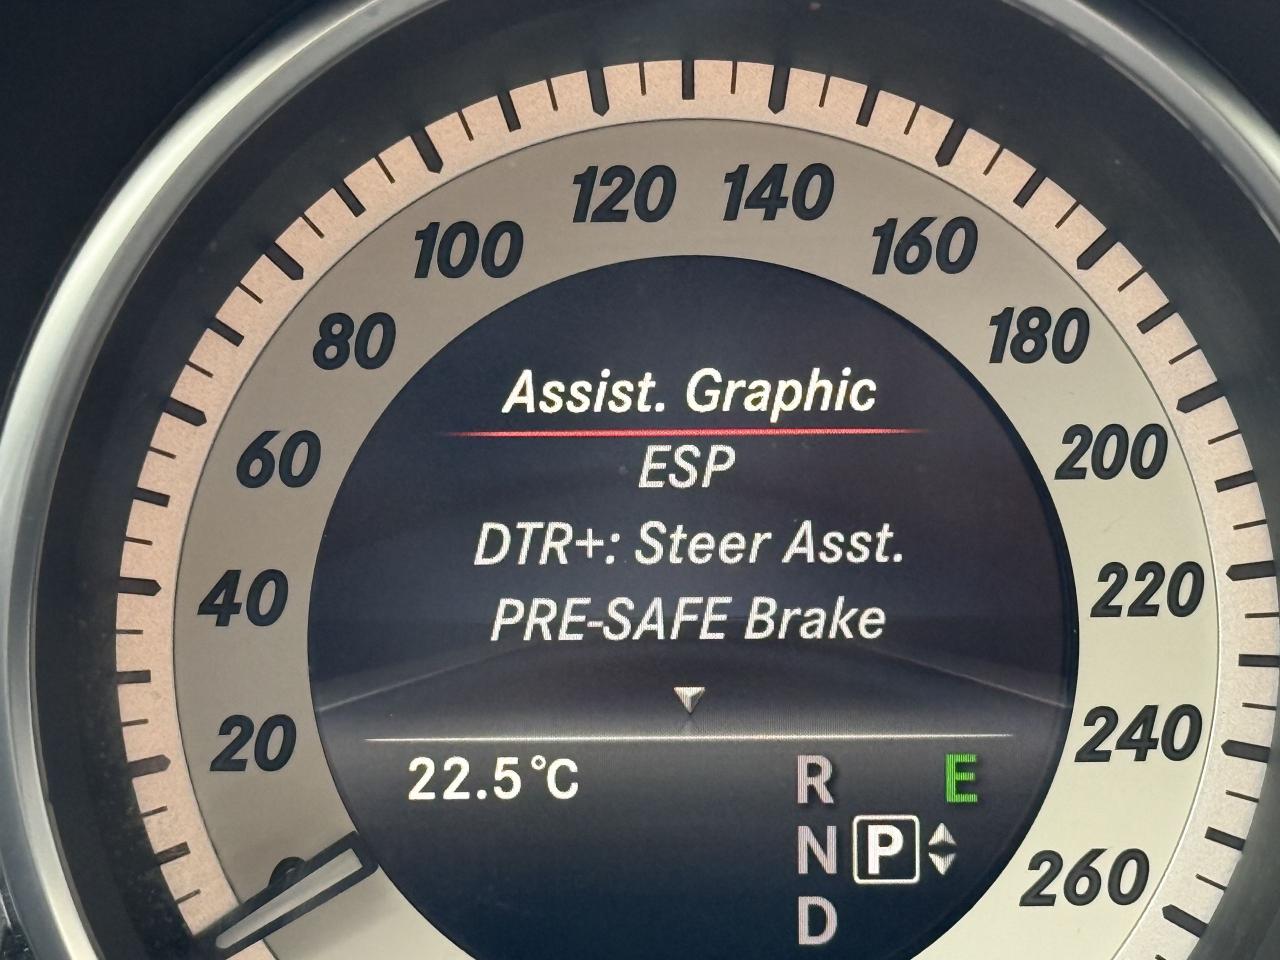 120 140
100 160
80 180
60 200
40 220
20 240
260
Assist. Graphic
ESP
DTR+: Steer Asst.
PRE-SAFE Brake
22.5°C
R E
N P
D